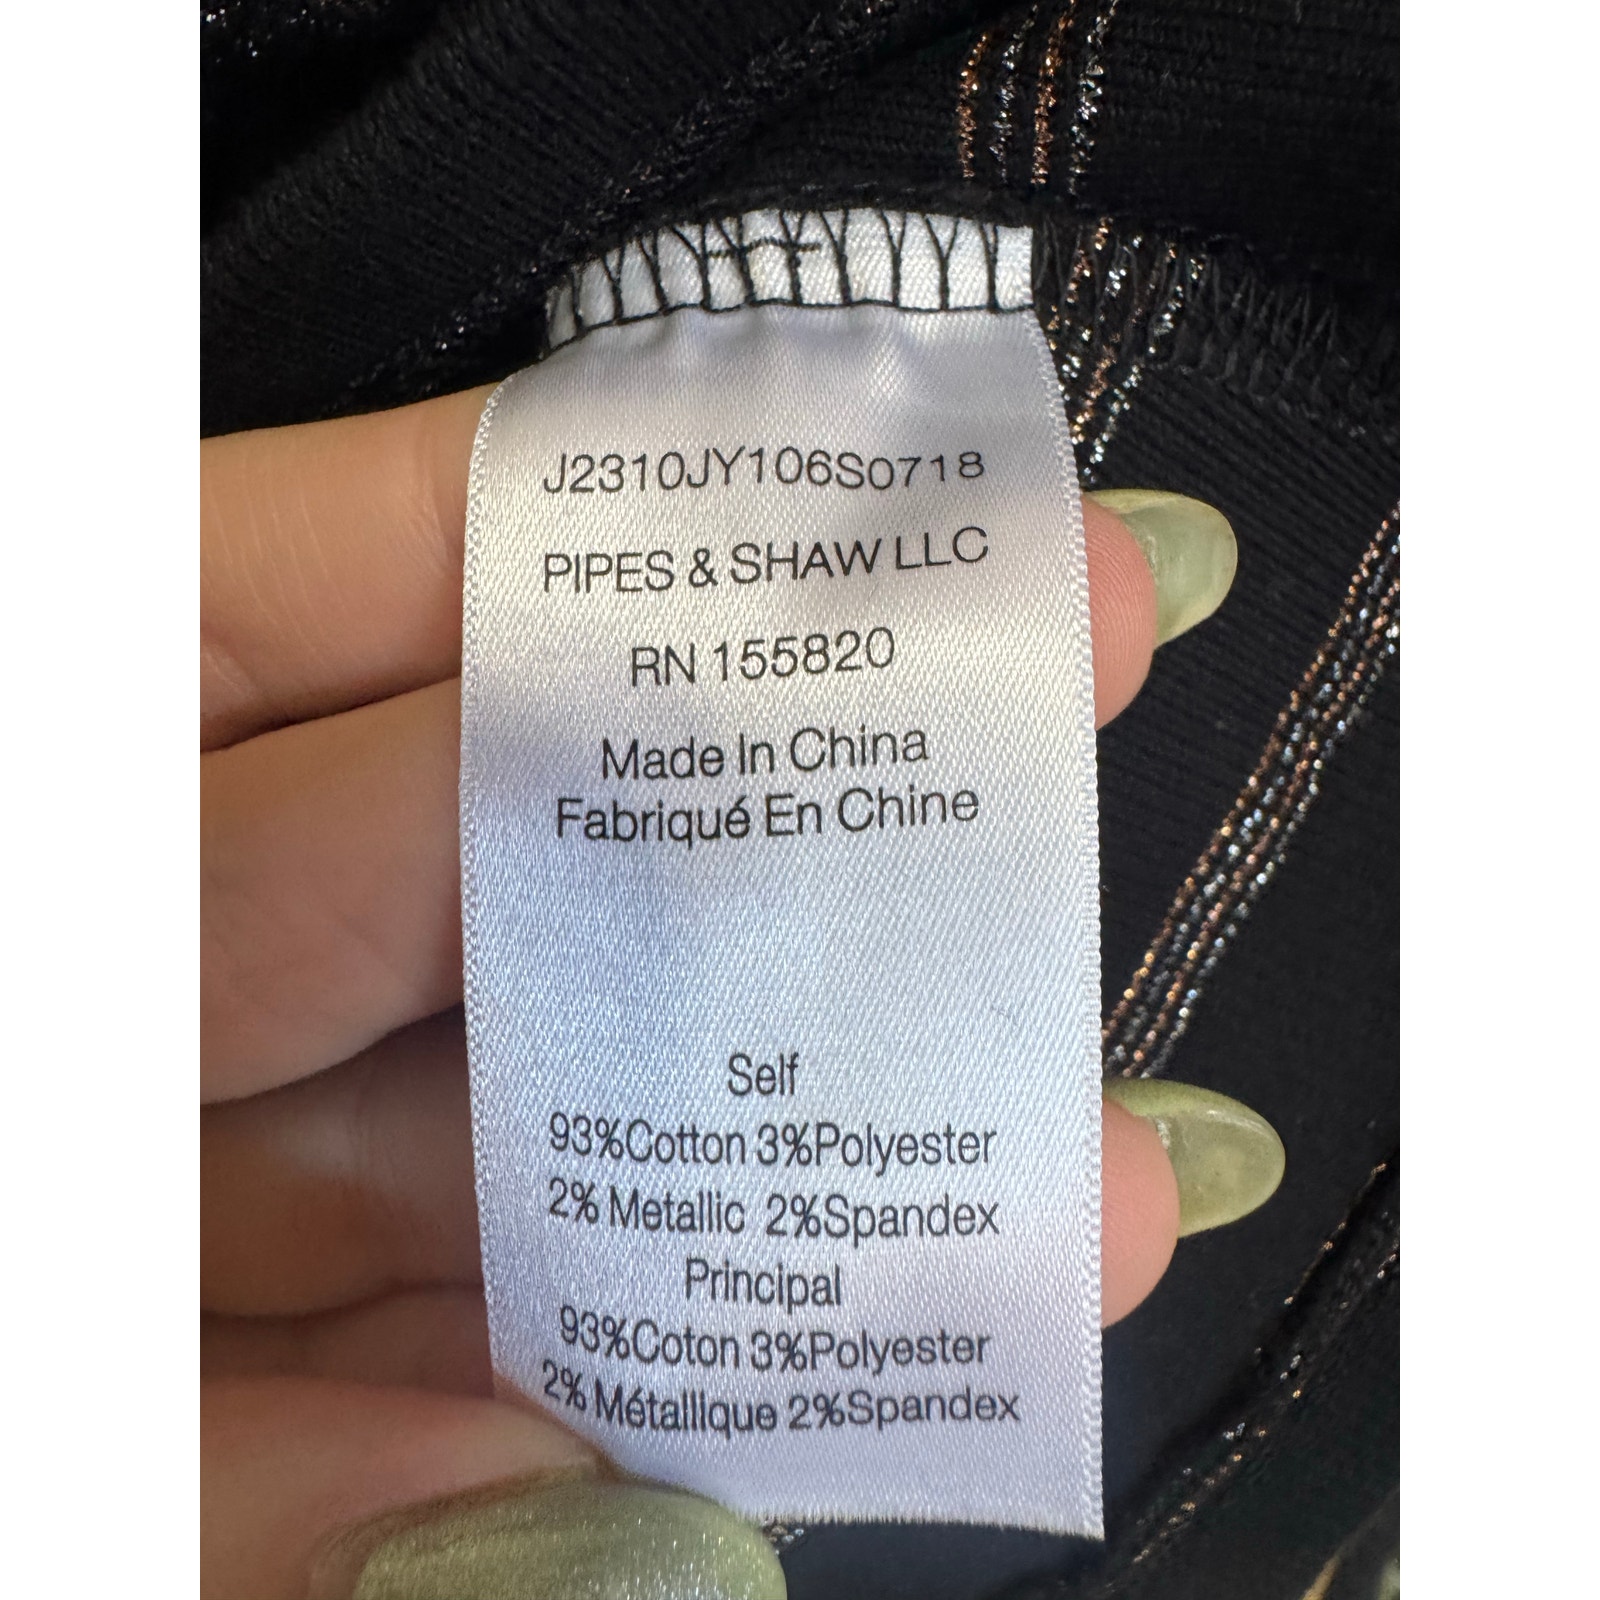 J2310JY106S0718
PIPES & SHAW LLC
RN 155820
Made In China
Fabriqué En Chine
Self
93%Cotton 3%Polyester
2% Metallic 2%Spandex
Principal
93%Coton 3%Polyester
2% Métallique 2%Spandex